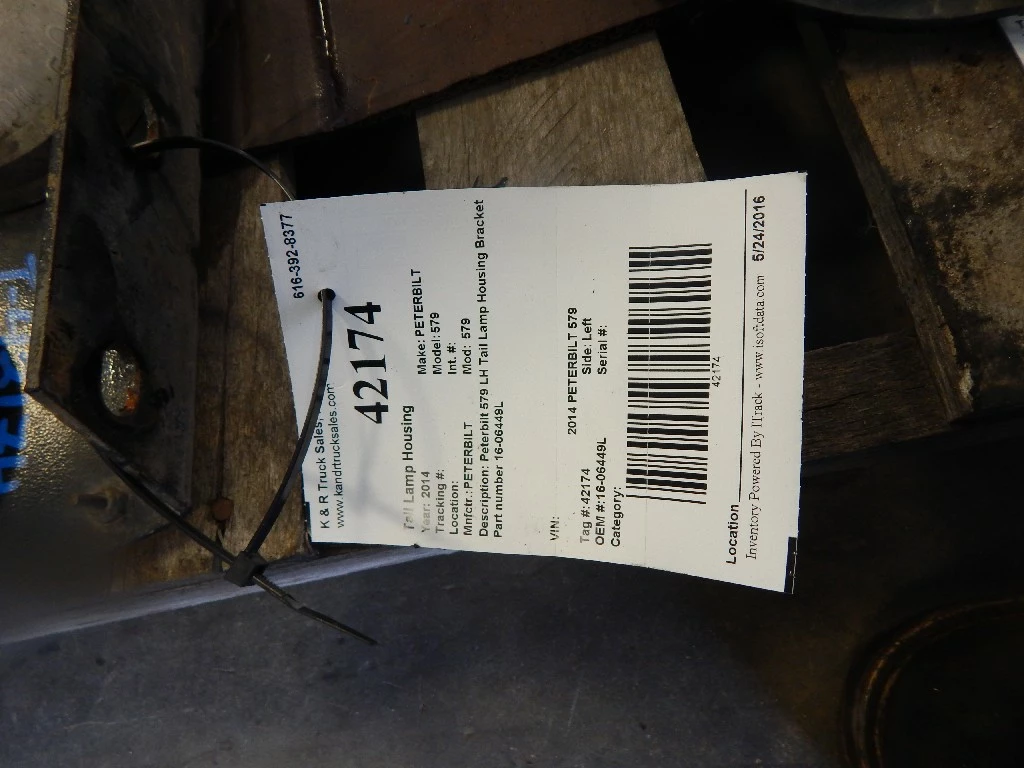 K & R Truck Sales, 616-392-8377
www.kandrtrucksales.com
42174
Tail Lamp Housing
Year: 2014 Make: PETERBILT
Tracking #: Model: 579
Location: Int. #:
Mnfctr.: PETERBILT Mod: 579
Description: Peterbilt 579 LH Tail Lamp Housing Bracket
Part number 16-06449L
VIN: 2014 PETERBILT 579
Tag #:42174 Side: Left
OEM #:16-06449L Serial #:
Category:
42174
Location
Inventory Powered By ITrack - www.isoftdata.com 5/24/2016